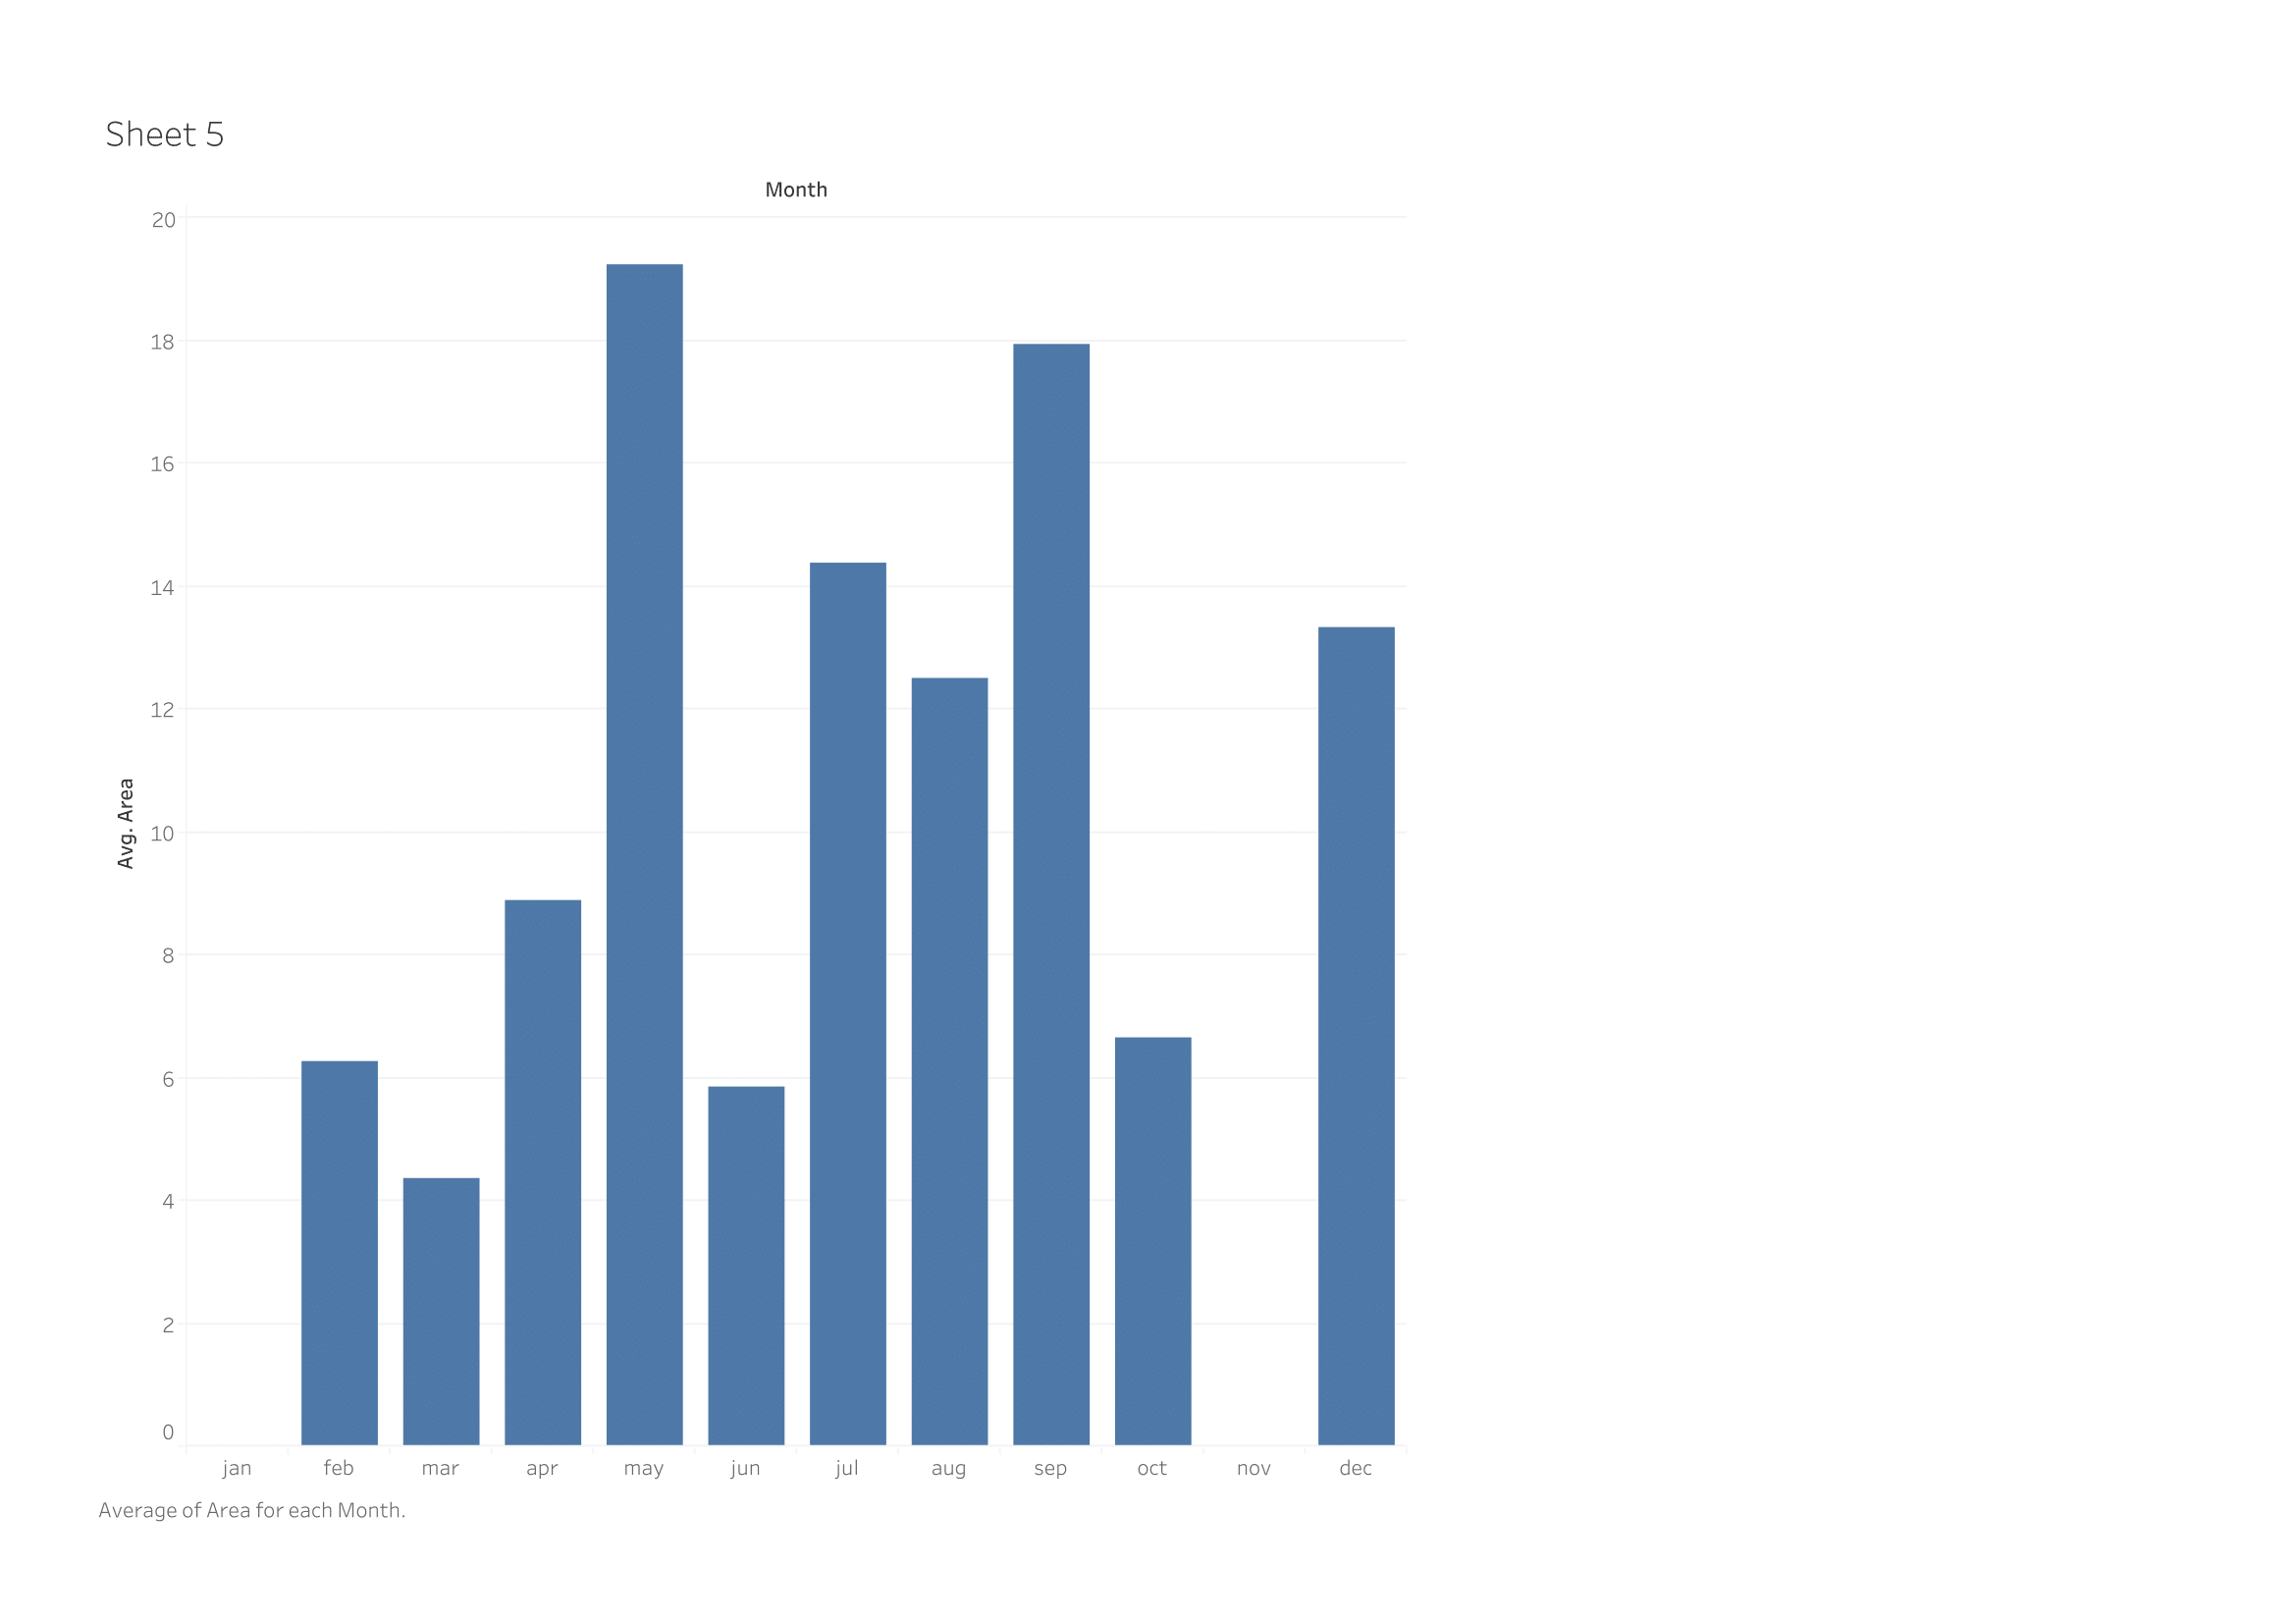 Sheet 5
Month
20
18
16
14
12
10
8
6
4
2
0
Avg. Area
jan feb mar apr may jun jul aug sep oct nov dec
Average of Area for each Month.